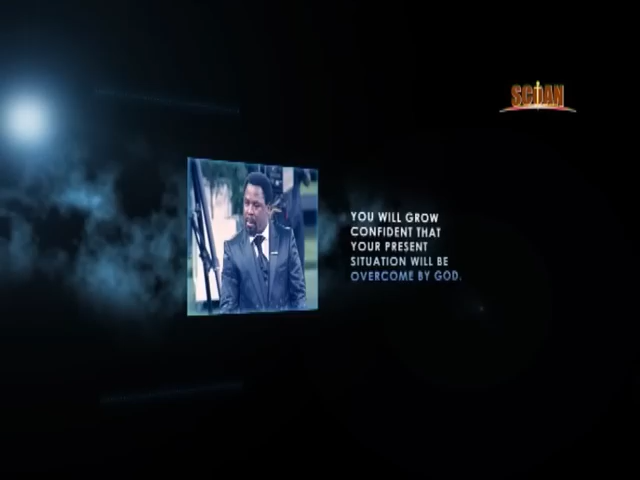 SCOAN
YOU WILL GROW
CONFIDENT THAT
YOUR PRESENT
SITUATION WILL BE
OVERCOME BY GOD.